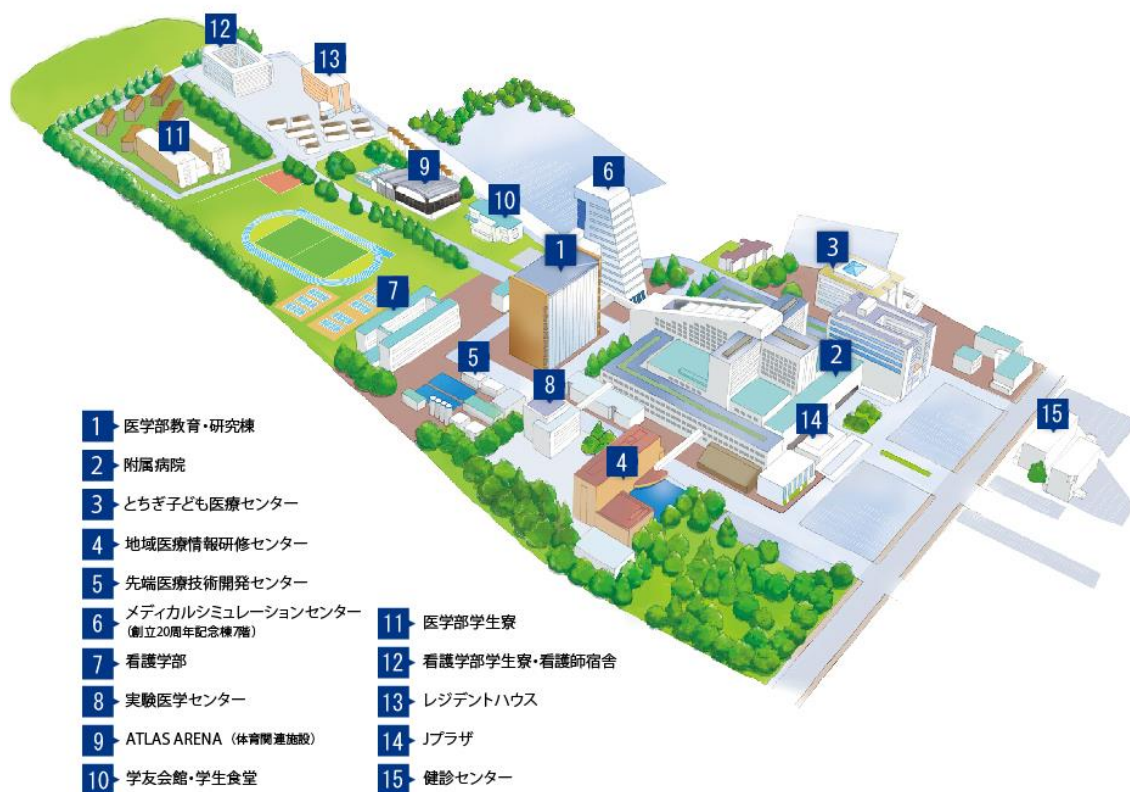 12
13
11
9
6
10
1
3
7
5
8
2
14
15
4
1 医学部教育・研究棟
2 附属病院
3 とちぎ子ども医療センター
4 地域医療情報研修センター
5 先端医療技術開発センター
6 メディカルシミュレーションセンター
(創立20周年記念棟7階)
7 看護学部
8 実験医学センター
9 ATLAS ARENA (体育関連施設)
10 学友会館・学生食堂
11 医学部学生寮
12 看護学部学生寮・看護師宿舎
13 レジデントハウス
14 Jプラザ
15 健診センター